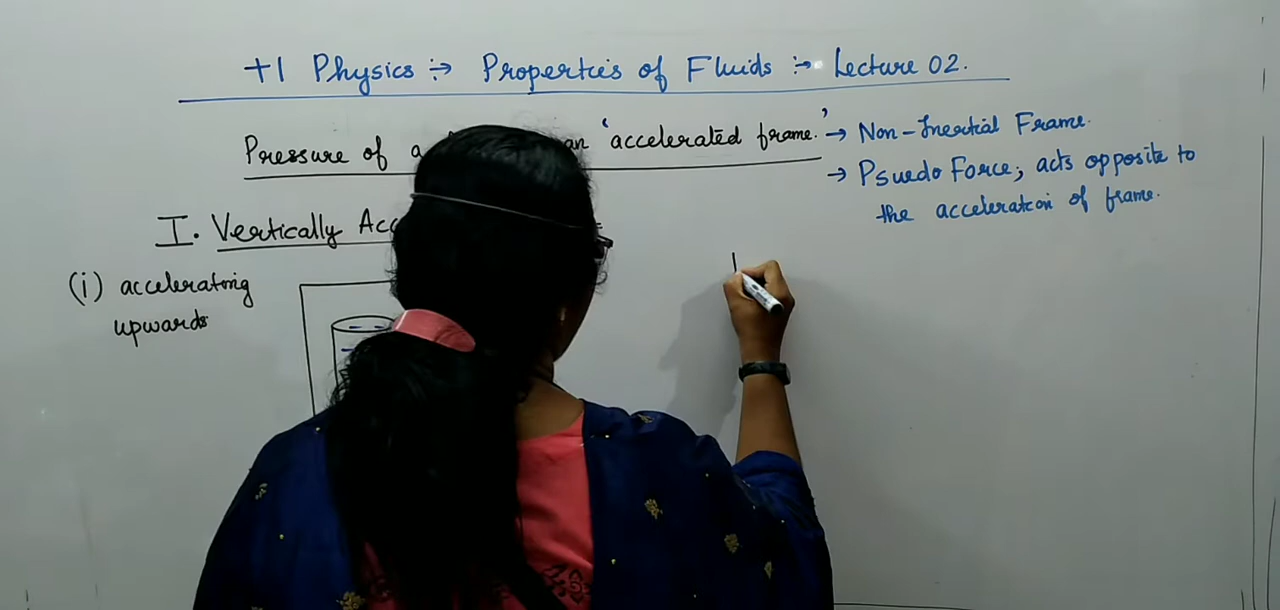 +1 Physics :→ Properties of Fluids :→ Lecture 02.
Pressure of a an 'accelerated frame.' → Non-Inertial Frame.
→ Psuedo Force; acts opposite to
the acceleration of frame.
I. Vertically Acc
(i) accelerating
upwards